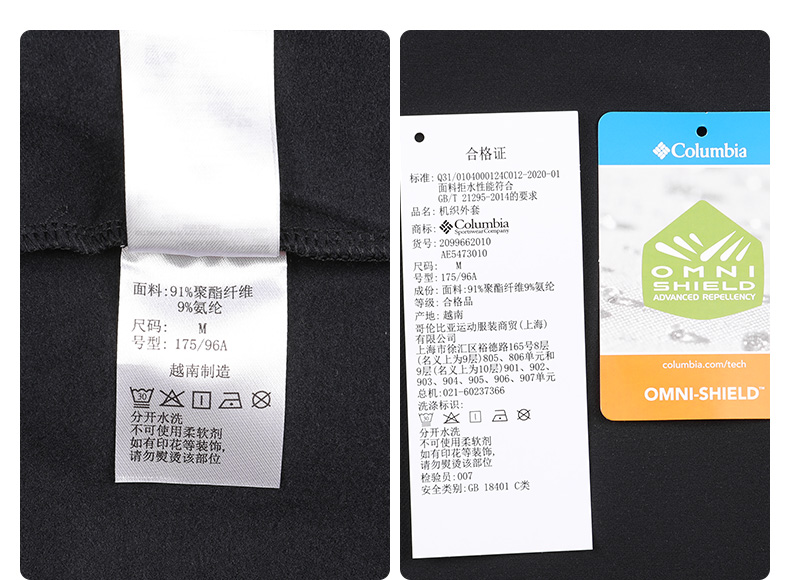 面料:91%聚酯纤维
9%氨纶
尺码: M
号型:175/96A
越南制造
30
分开水洗
不可使用柔软剂
如有印花等装饰,
请勿熨烫该部位
合格证
标准:Q31/0104000124C012-2020-01
面料拒水性能符合
GB/T 21295-2014的要求
品名:机织外套
商标: Columbia
Sportswear Company
货号:2099662010
AE5473010
尺码: M
号型:175/96A
成份:面料:91%聚酯纤维9%氨纶
等级:合格品
产地:越南
哥伦比亚运动服装商贸(上海)
有限公司
上海市徐汇区裕德路165号8层
(名义上为9层)805、806单元和
9层(名义上为10层)901、902、
903、904、905、906、907单元
总机:021-60237366
洗涤标识:
30
分开水洗
不可使用柔软剂
如有印花等装饰,
请勿熨烫该部位
检验员:007
安全类别:GB 18401 C类
Columbia
OMNI
SHIELD
ADVANCED REPELLENCY
columbia.com/tech
OMNI-SHIELD™